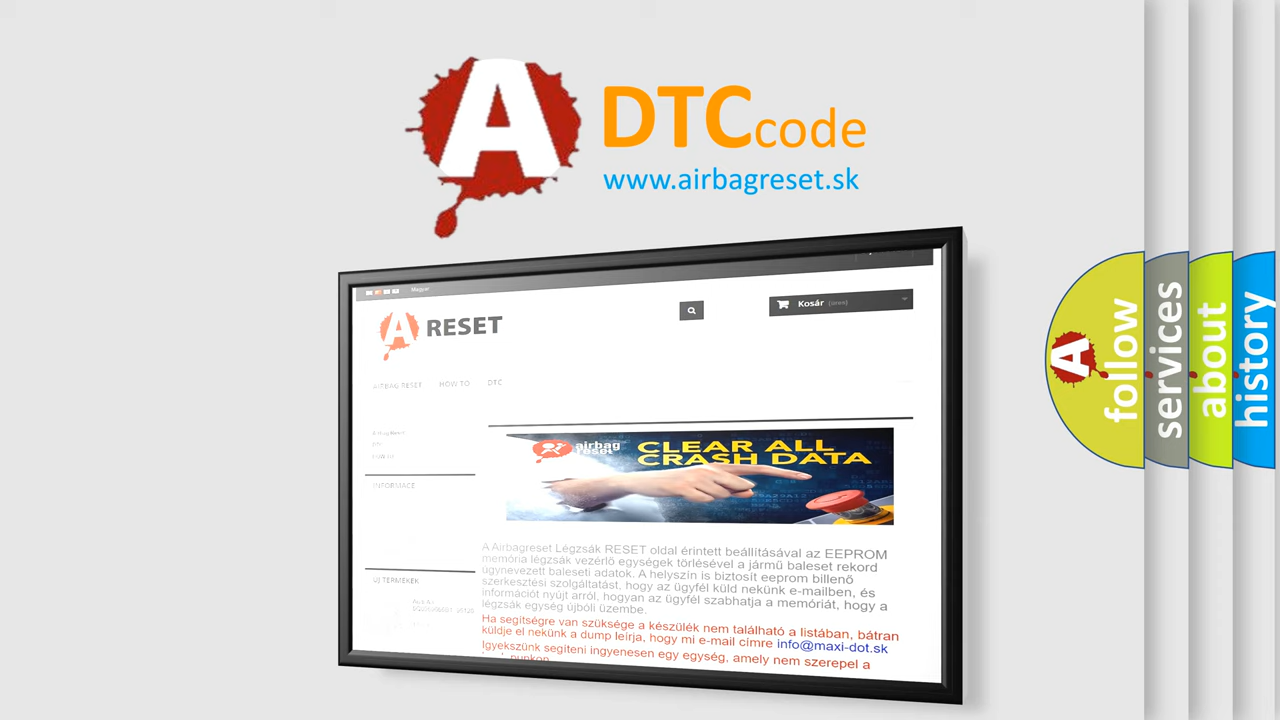 A DTCcode
www.airbagreset.sk
Magyar
A RESET
Kosár (üres)
AIRBAG RESET HOW TO DTC
INFORMACE
airbag
reset
CLEAR ALL
CRASH DATA
A Airbagreset Légzsák RESET oldal érintett beállításával az EEPROM
memória légzsák vezérlő egységek törlésével a jármű baleset rekord
úgynevezett baleseti adatok. A helyszín is biztosít eeprom billenő
szerkesztési szolgáltatást, hogy az ügyfél küld nekünk e-mailben, és
információt nyújt arról, hogyan az ügyfél szabhatja a memóriát, hogy a
légzsák egység újbóli üzembe.
ÚJ TERMÉKEK
Ha segítségre van szüksége a készülék nem található a listában, bátran
küldje el nekünk a dump leírja, hogy mi e-mail címre info@maxi-dot.sk
Igyekszünk segíteni ingyenesen egy egység, amely nem szerepel a
A
follow
services
about
history